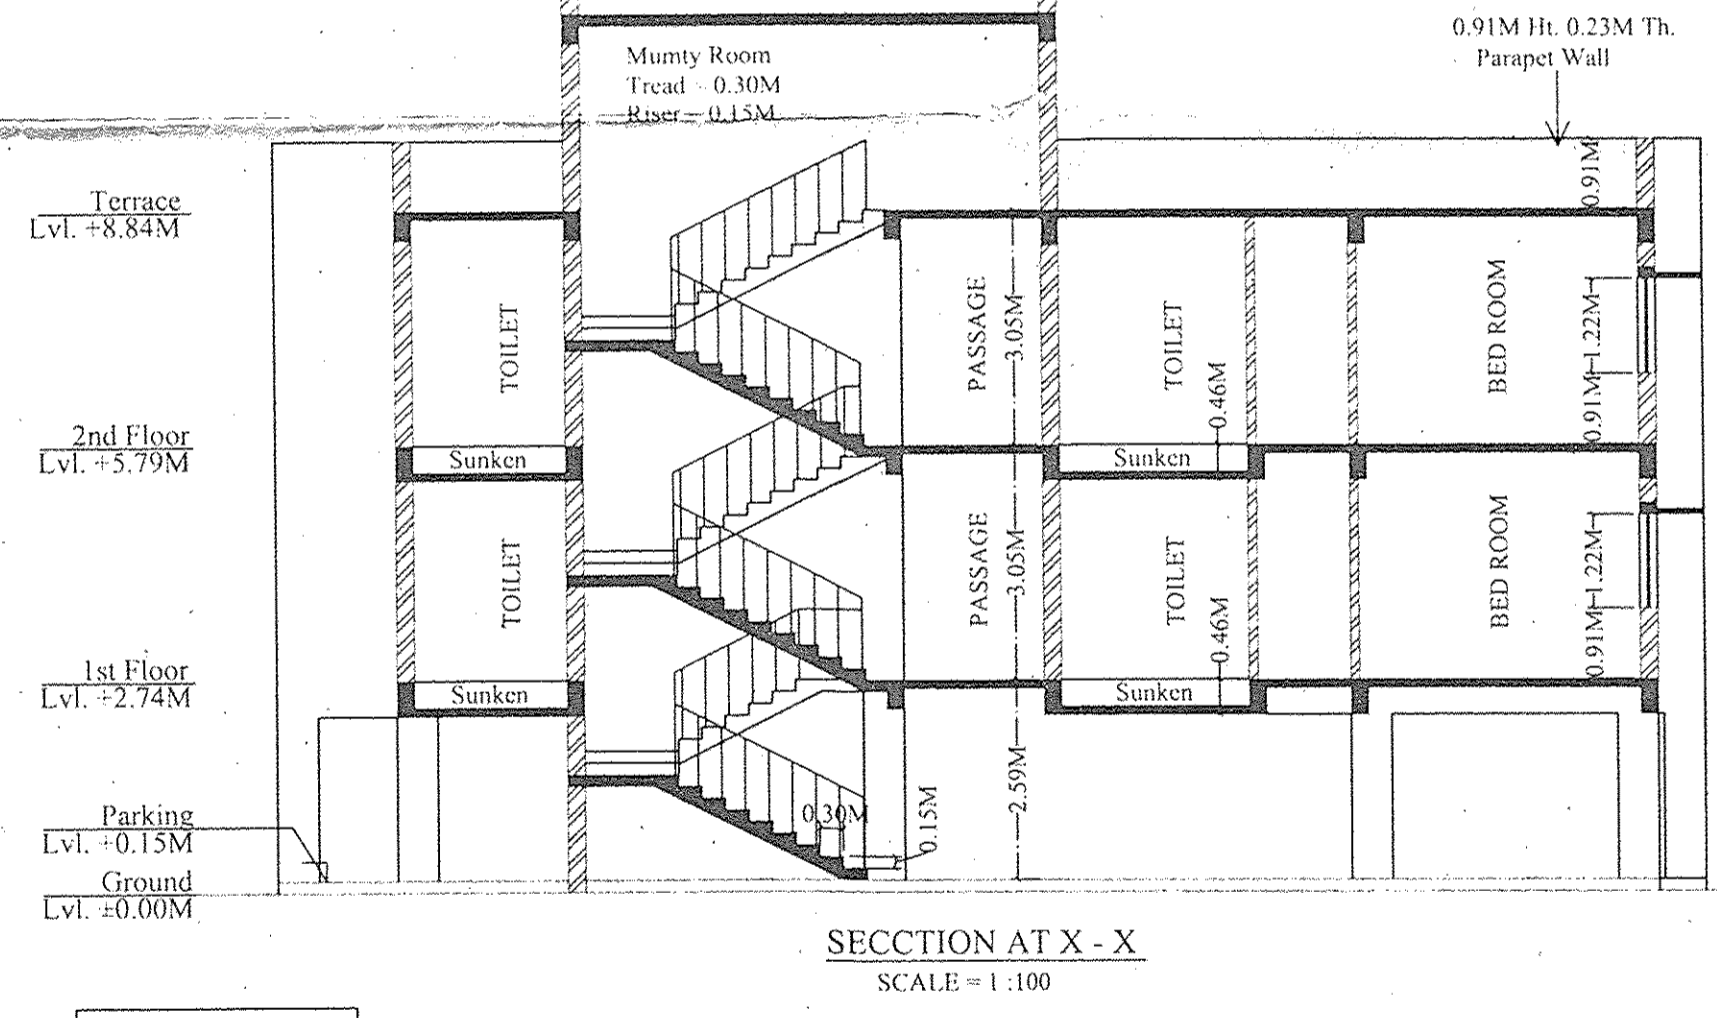 0.91M Ht. 0.23M Th.
Parapet Wall
Mumty Room
Tread - 0.30M
Riser - 0.15M
0.91M
Terrace
Lvl. +8.84M
TOILET
PASSAGE
3.05M
TOILET
0.46M
BED ROOM
1.22M
0.91M
2nd Floor
Lvl. +5.79M
Sunken
Sunken
TOILET
PASSAGE
3.05M
TOILET
0.46M
BED ROOM
1.22M
0.91M
1st Floor
Lvl. +2.74M
Sunken
Sunken
2.59M
0.30M
0.15M
Parking
Lvl. +0.15M
Ground
Lvl. ±0.00M
SECCTION AT X - X
SCALE = 1 :100